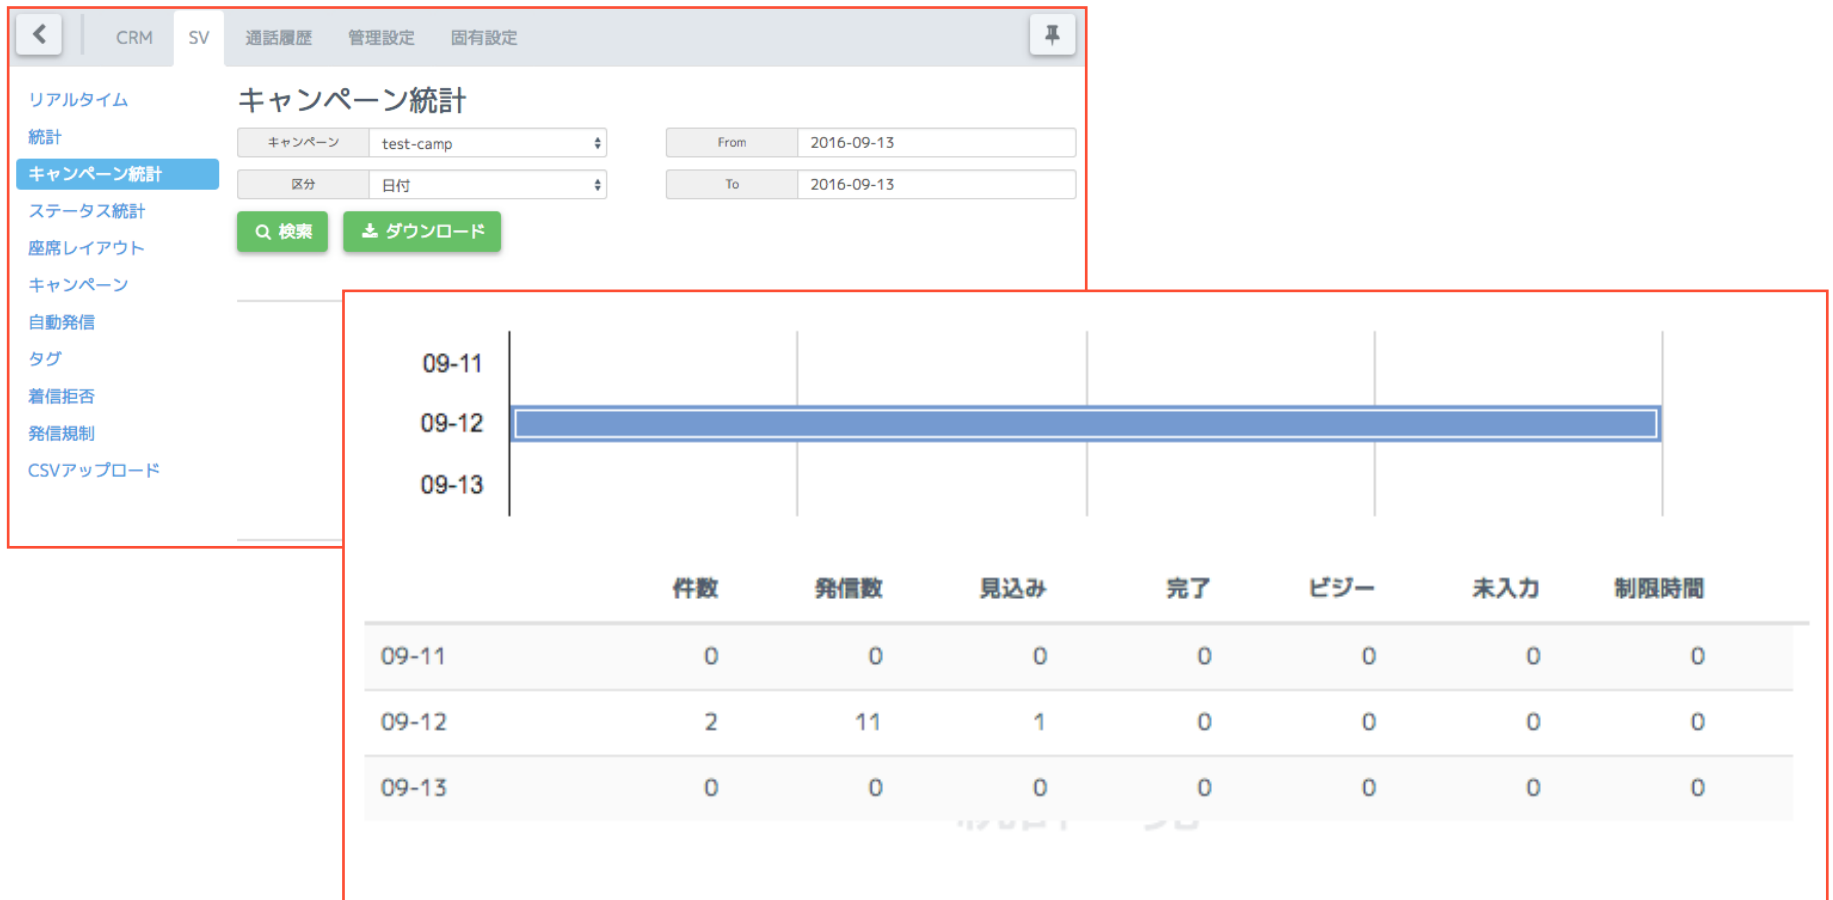 CRM SV 通話履歴 管理設定 固有設定
リアルタイム
統計
キャンペーン統計
ステータス統計
座席レイアウト
キャンペーン
自動発信
タグ
着信拒否
発信規制
CSVアップロード
キャンペーン統計
キャンペーン test-camp From 2016-09-13
区分 日付 To 2016-09-13
検索 ダウンロード
09-11
09-12
09-13
件数 発信数 見込み 完了 ビジー 未入力 制限時間
09-11 0 0 0 0 0 0 0
09-12 2 11 1 0 0 0 0
09-13 0 0 0 0 0 0 0